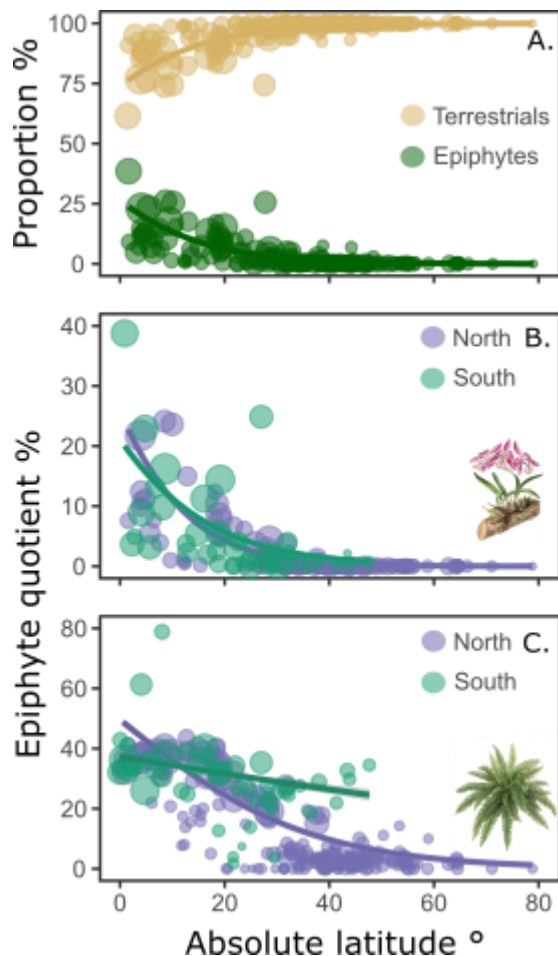 Proportion %
100
75
50
25
0
A.
Terrestrials
Epiphytes
Epiphyte quotient %
40
30
20
10
0
North B.
South
80
60
40
20
0
North C.
South
0 20 40 60 80
Absolute latitude °